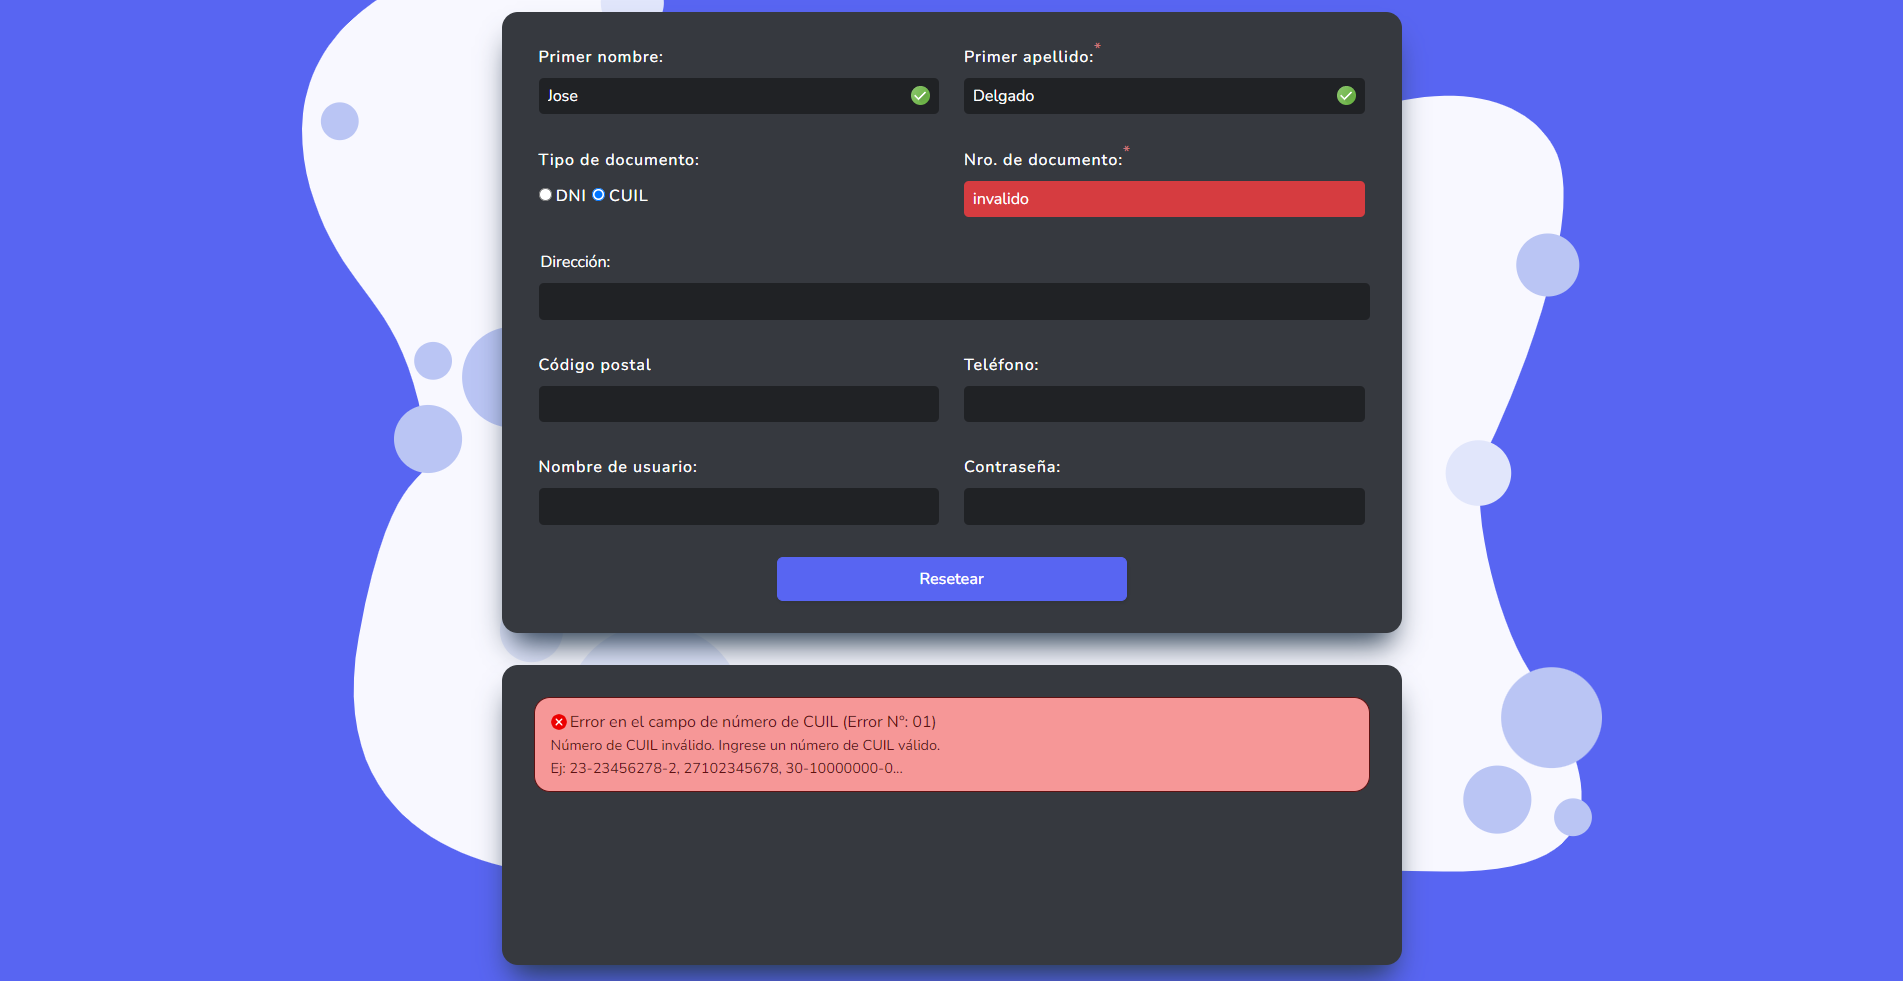 Primer nombre:
Primer apellido:*
Jose
Delgado
Tipo de documento:
Nro. de documento:*
DNI CUIL
invalido
Dirección:
Código postal
Teléfono:
Nombre de usuario:
Contraseña:
Resetear
Error en el campo de número de CUIL (Error N°: 01)
Número de CUIL inválido. Ingrese un número de CUIL válido.
Ej: 23-23456278-2, 27102345678, 30-10000000-0...